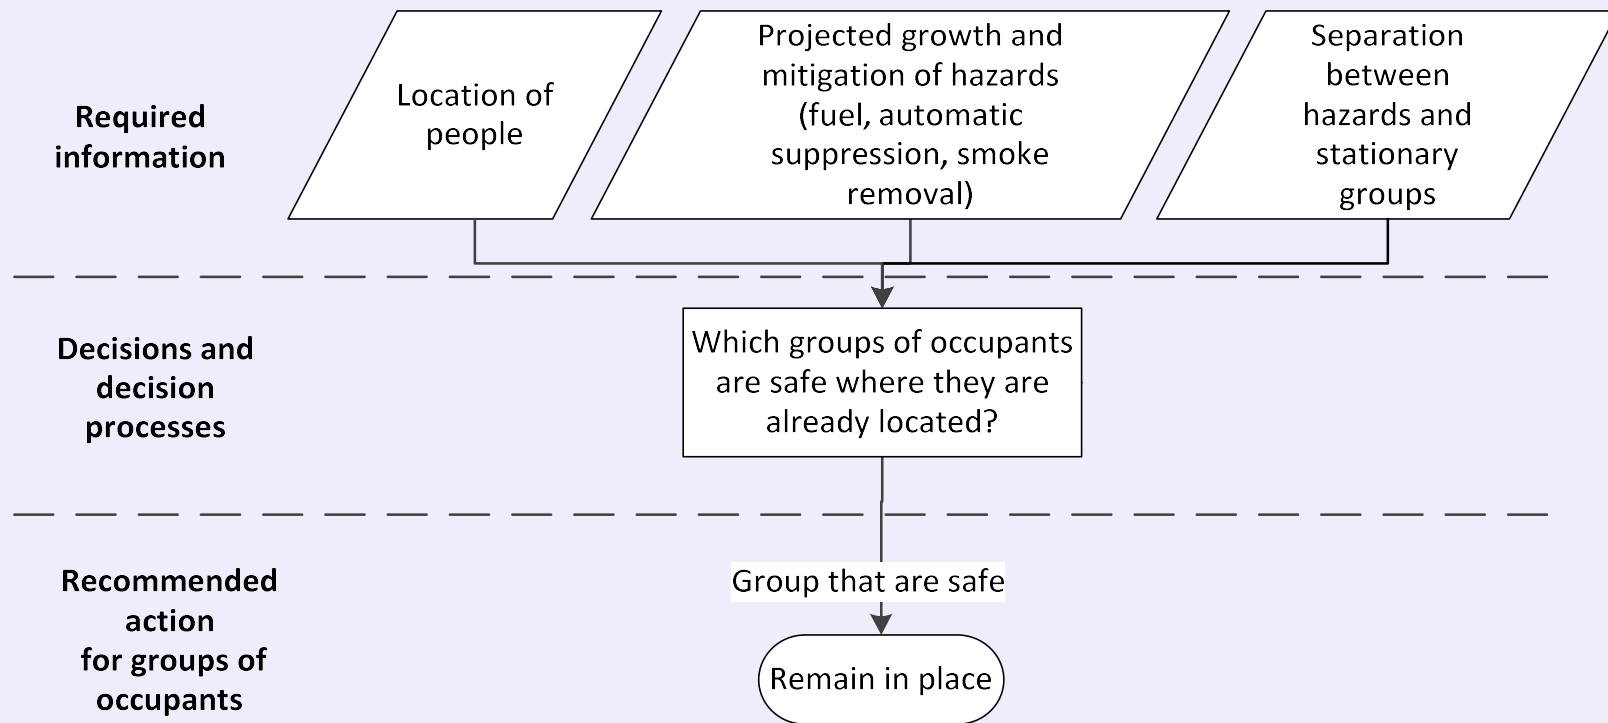 Required
information
Location of
people
Projected growth and
mitigation of hazards
(fuel, automatic
suppression, smoke
removal)
Separation
between
hazards and
stationary
groups
Decisions and
decision
processes
Which groups of occupants
are safe where they are
already located?
Recommended
action
for groups of
occupants
Group that are safe
Remain in place